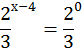 2^{x-4}/3 = 2^0/3